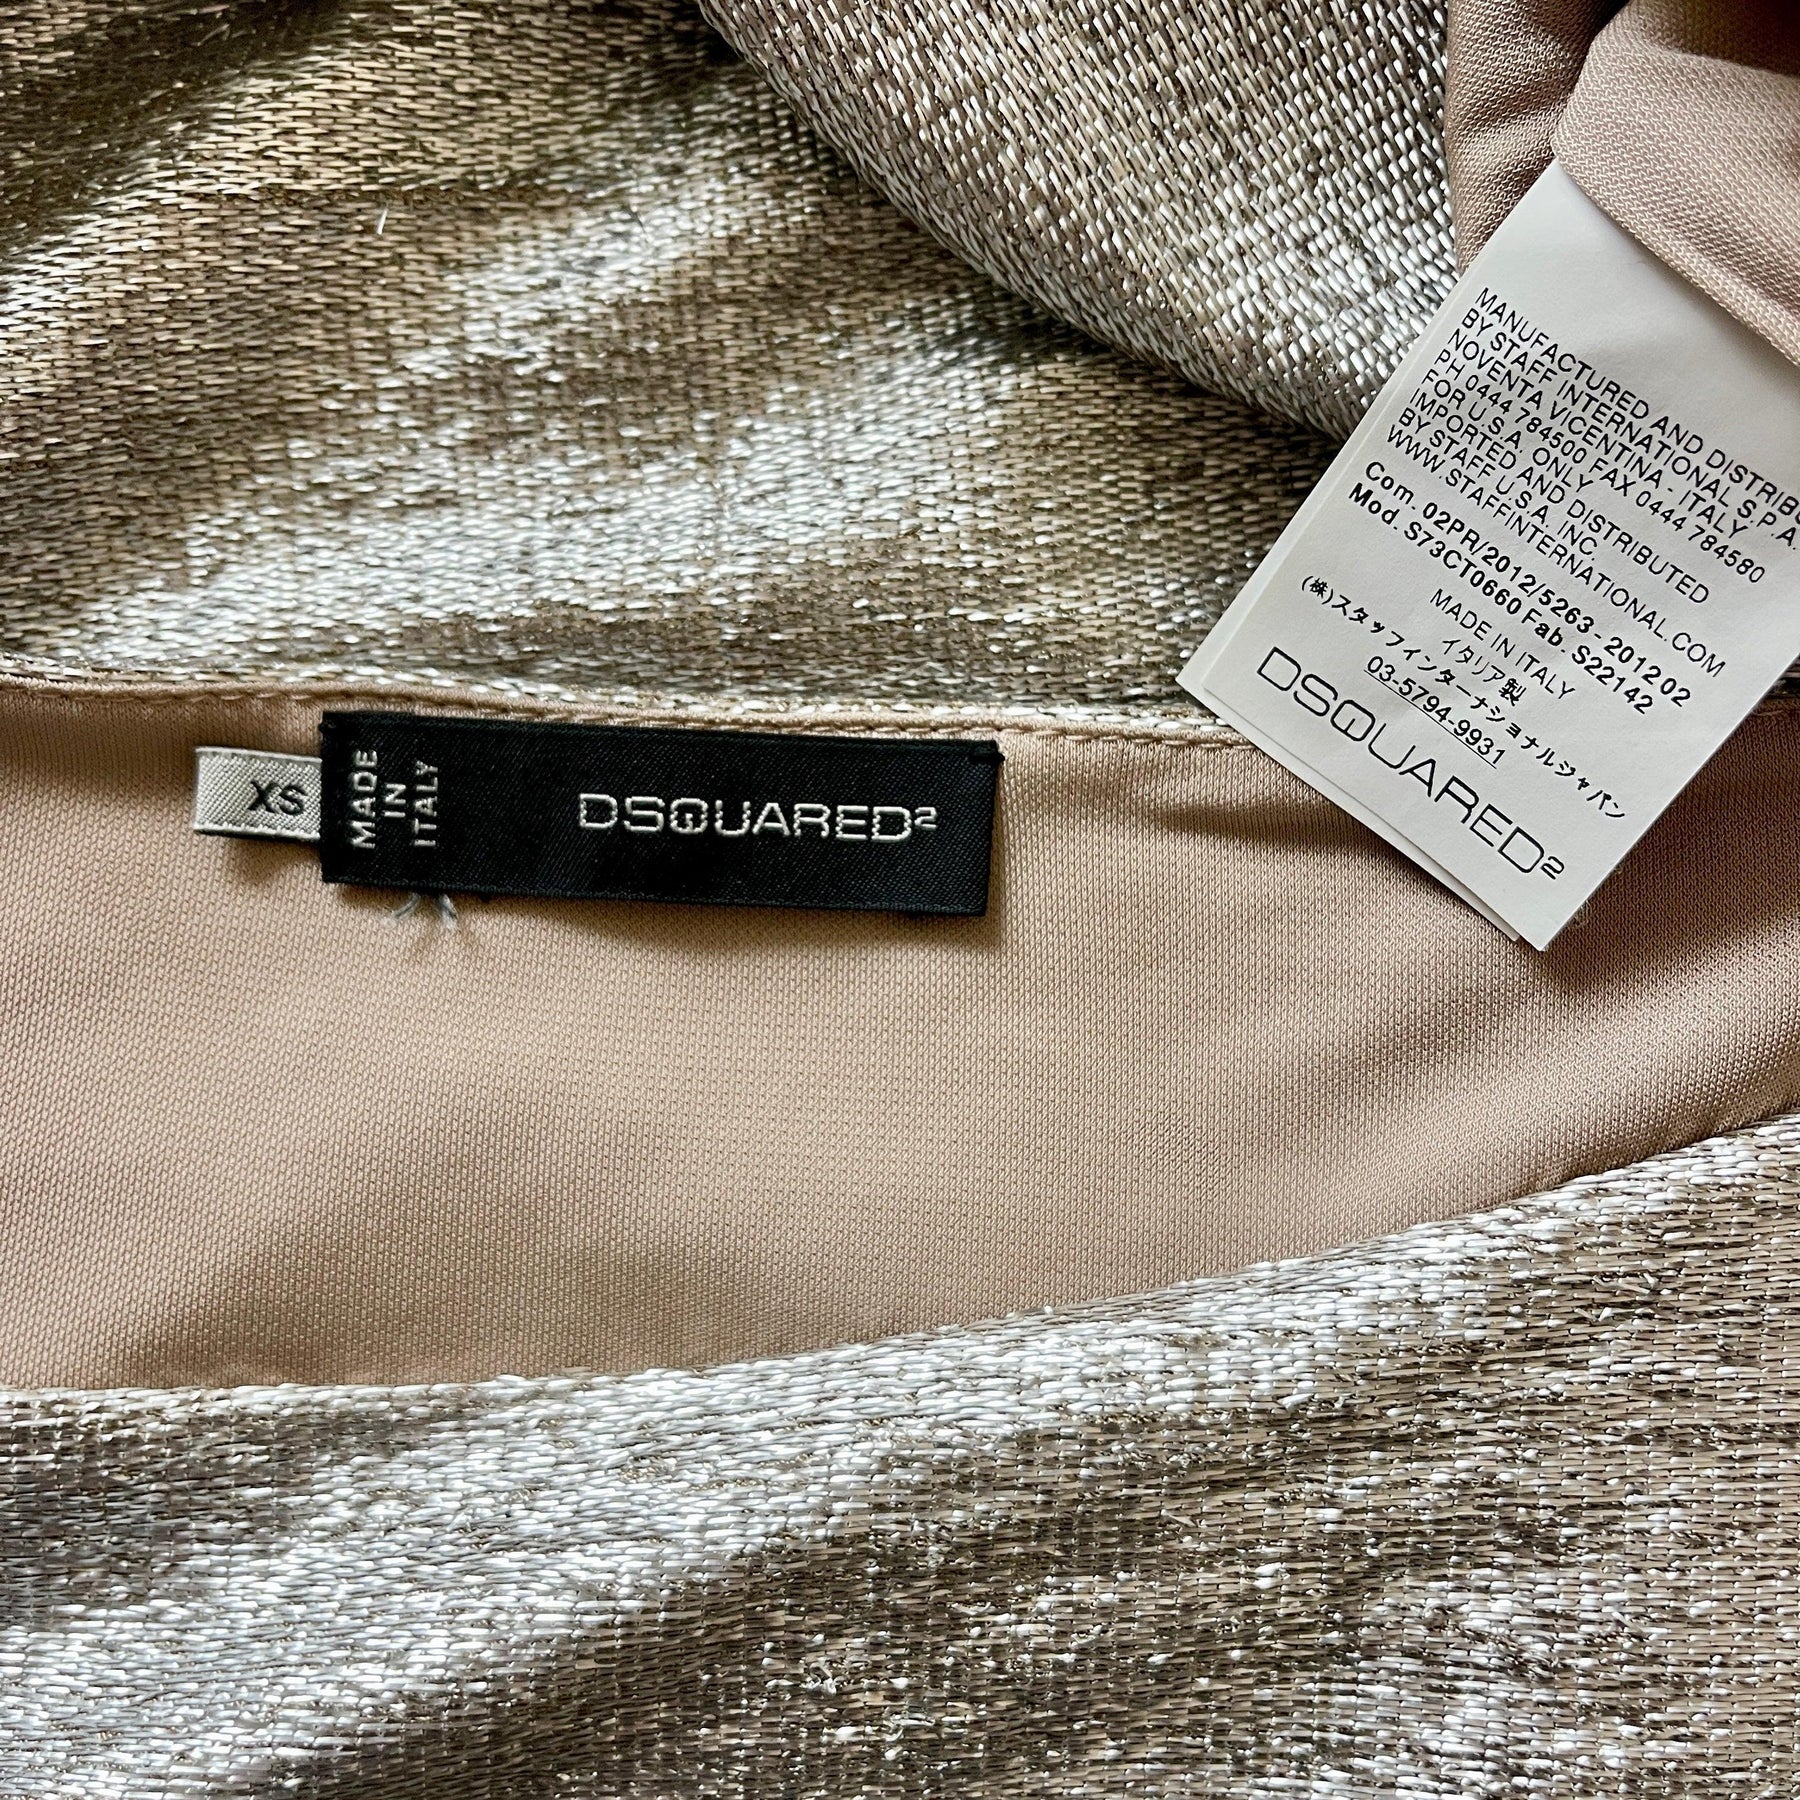 XS
MADE
IN
ITALY
DSQUARED2
MANUFACTURED AND DISTRIBU
BY STAFF INTERNATIONAL S.P.A.
NOVENTA VICENTINA - ITALY
PH 0444 784500 FAX 0444 784580
FOR U.S.A. ONLY
IMPORTED AND DISTRIBUTED
BY STAFF U.S.A. INC.
WWW.STAFFINTERNATIONAL.COM
Com. 02PR/2012/5263 - 2012 02
Mod. S73CT0660 Fab. S22142
MADE IN ITALY
イタリア製
(株)スタッフインターナショナルジャパン
03-5794-9931
DSQUARED2